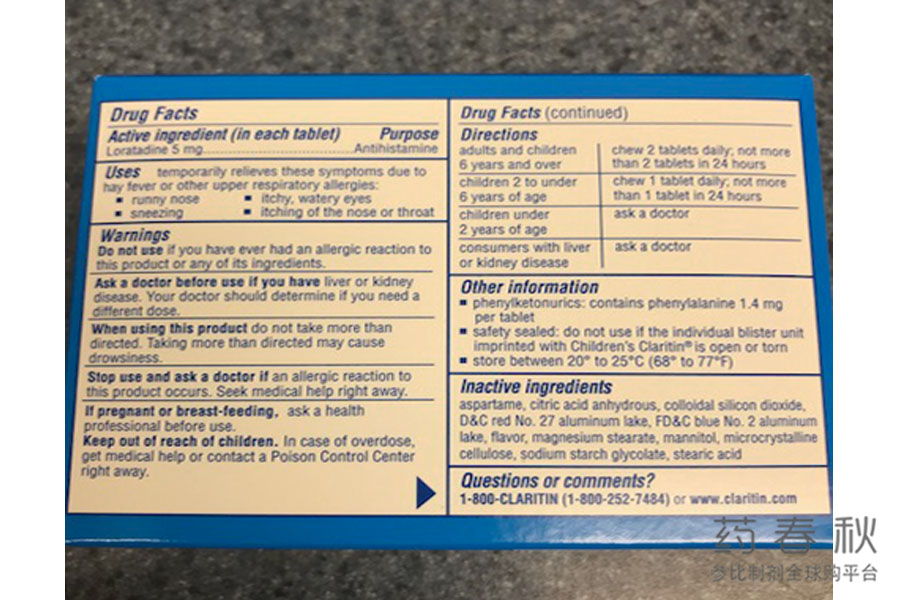 Drug Facts
Active ingredient (in each tablet) Purpose
Loratadine 5 mg Antihistamine
Uses temporarily relieves these symptoms due to
hay fever or other upper respiratory allergies:
▪ runny nose ▪ itchy, watery eyes
▪ sneezing ▪ itching of the nose or throat
Warnings
Do not use if you have ever had an allergic reaction to
this product or any of its ingredients.
Ask a doctor before use if you have liver or kidney
disease. Your doctor should determine if you need a
different dose.
When using this product do not take more than
directed. Taking more than directed may cause
drowsiness.
Stop use and ask a doctor if an allergic reaction to
this product occurs. Seek medical help right away.
If pregnant or breast-feeding, ask a health
professional before use.
Keep out of reach of children. In case of overdose,
get medical help or contact a Poison Control Center
right away.
Drug Facts (continued)
Directions
adults and children chew 2 tablets daily; not more
6 years and over than 2 tablets in 24 hours
children 2 to under chew 1 tablet daily; not more
6 years of age than 1 tablet in 24 hours
children under ask a doctor
2 years of age
consumers with liver ask a doctor
or kidney disease
Other information
▪ phenylketonurics: contains phenylalanine 1.4 mg
per tablet
▪ safety sealed: do not use if the individual blister unit
imprinted with Children's Claritin® is open or torn
▪ store between 20° to 25°C (68° to 77°F)
Inactive ingredients
aspartame, citric acid anhydrous, colloidal silicon dioxide,
D&C red No. 27 aluminum lake, FD&C blue No. 2 aluminum
lake, flavor, magnesium stearate, mannitol, microcrystalline
cellulose, sodium starch glycolate, stearic acid
Questions or comments?
1-800-CLARITIN (1-800-252-7484) or www.claritin.com
药春秋
参比制剂全球购平台